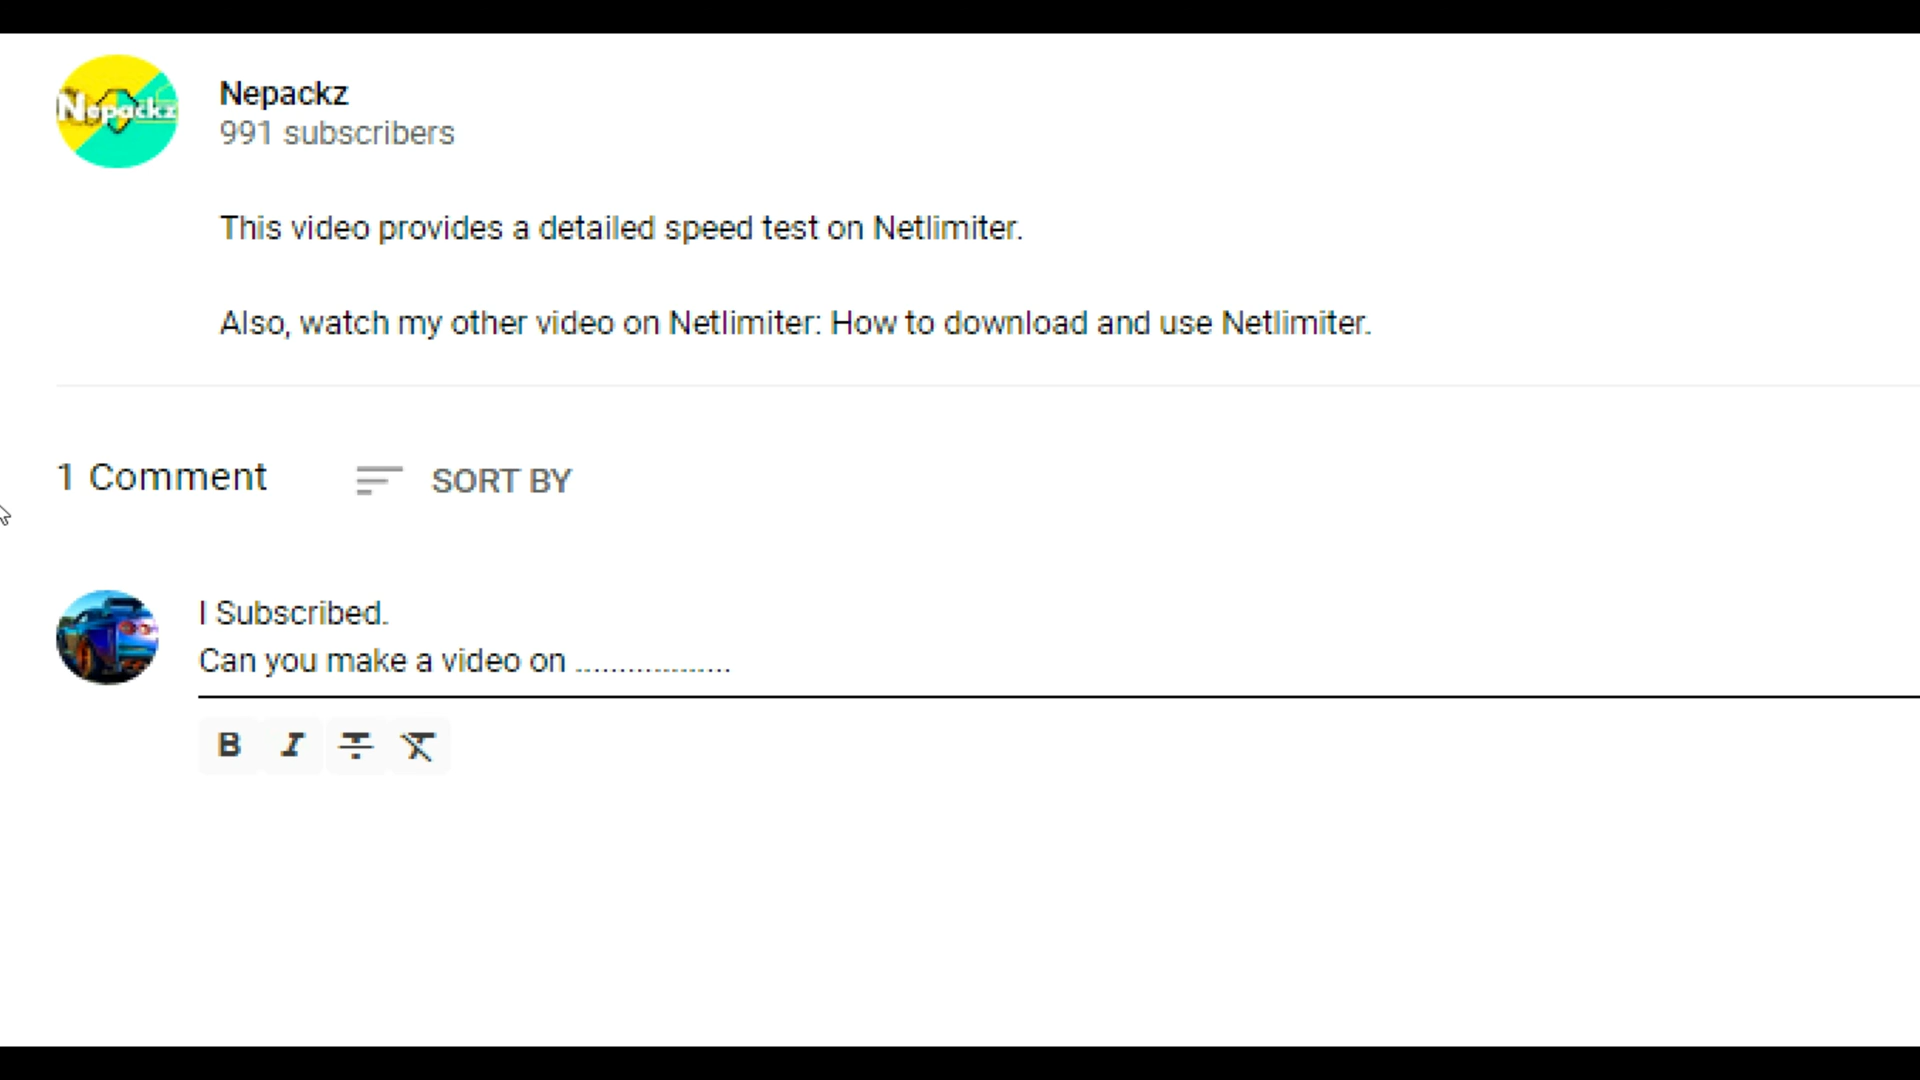 Nepackz
Nepackz
991 subscribers
This video provides a detailed speed test on Netlimiter.
Also, watch my other video on Netlimiter: How to download and use Netlimiter.
1 Comment SORT BY
I Subscribed.
Can you make a video on ..................
B I T T